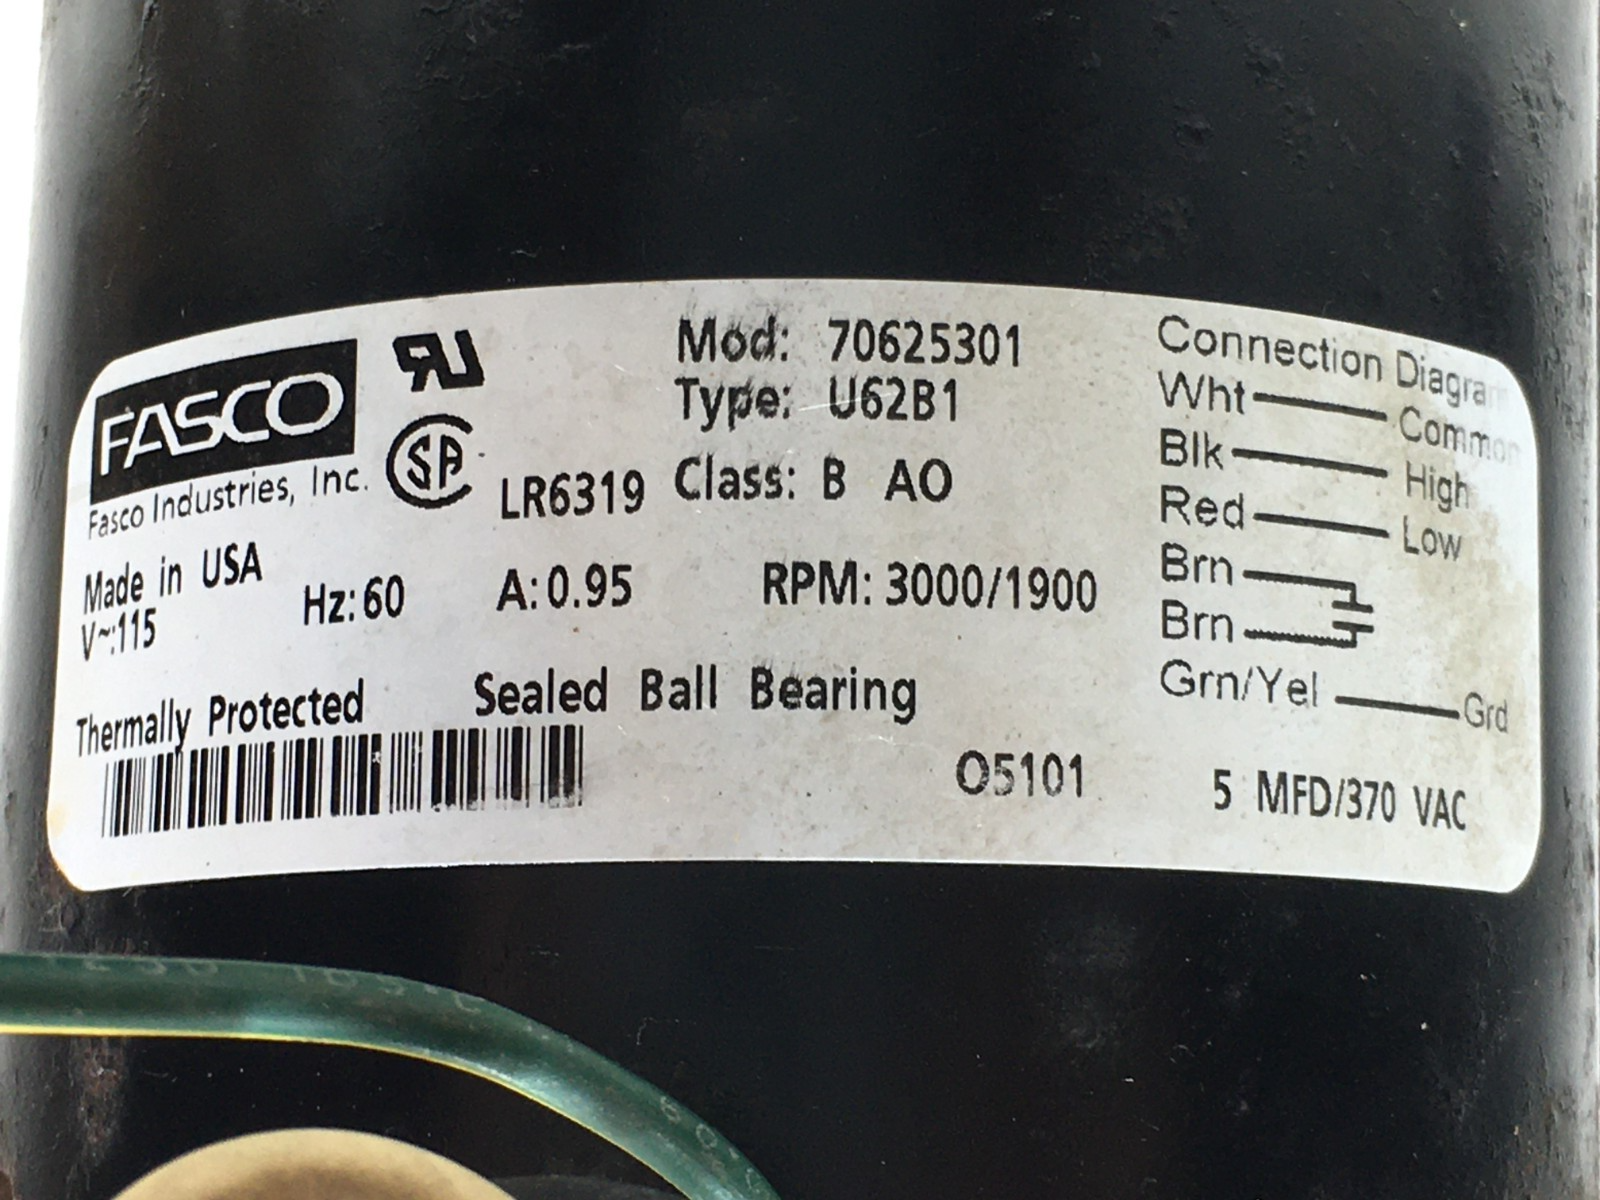 FASCO
Fasco Industries, Inc.
Made in USA
LR6319
Mod: 70625301
Type: U62B1
Class: B AO
V~:115 Hz:60 A:0.95 RPM: 3000/1900
Thermally Protected Sealed Ball Bearing
O5101
Connection Diagram
Wht Common
Blk High
Red Low
Brn
Brn
Grn/Yel Grd
5 MFD/370 VAC